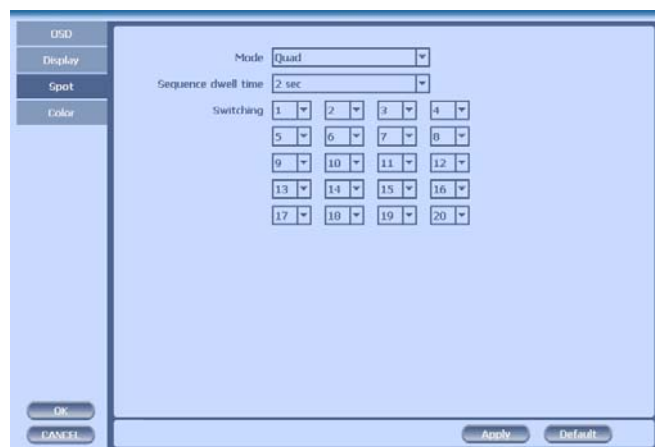 OSD
Display
Spot
Color
Mode Quad
Sequence dwell time 2 sec
Switching 1 2 3 4
5 6 7 8
9 10 11 12
13 14 15 16
17 18 19 20
OK
CANCEL
Apply Default